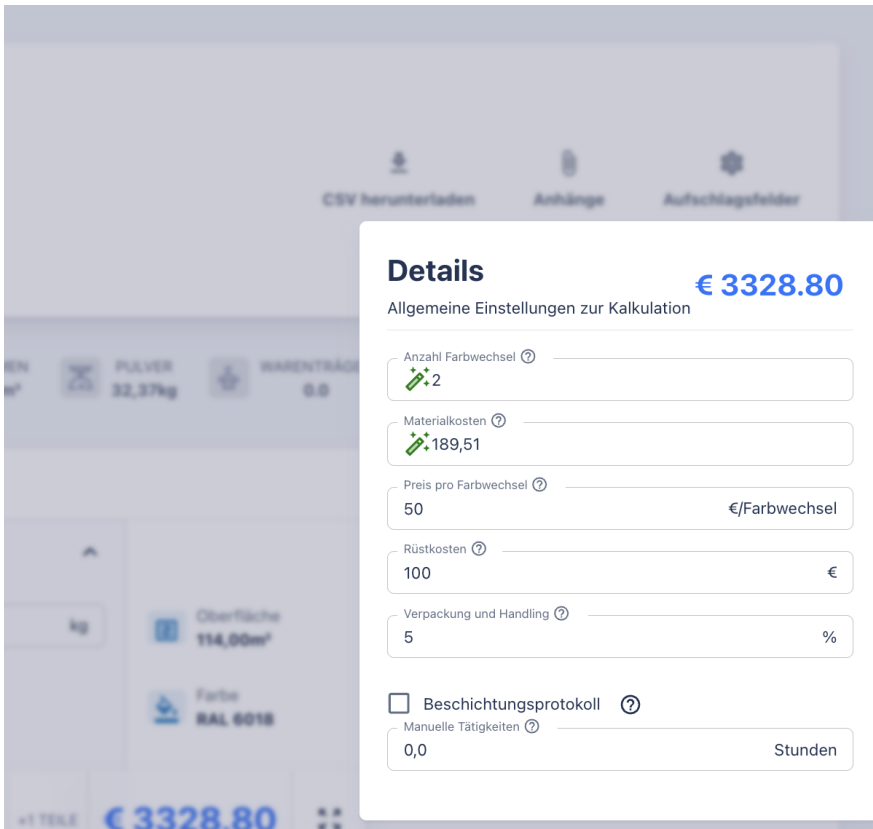 CSV herunterladen
Anhänge
Aufschlagsfelder
Details
€ 3328.80
Allgemeine Einstellungen zur Kalkulation
PULVER
32,37kg
0.0
Anzahl Farbwechsel
2
Materialkosten
189,51
Preis pro Farbwechsel
50 €/Farbwechsel
Rüstkosten
100 €
Verpackung und Handling
5 %
Beschichtungsprotokoll
Manuelle Tätigkeiten
0,0 Stunden
kg
Oberfläche
114,00m²
Farbe
RAL 6018
+1 TEILE
€ 3328.80